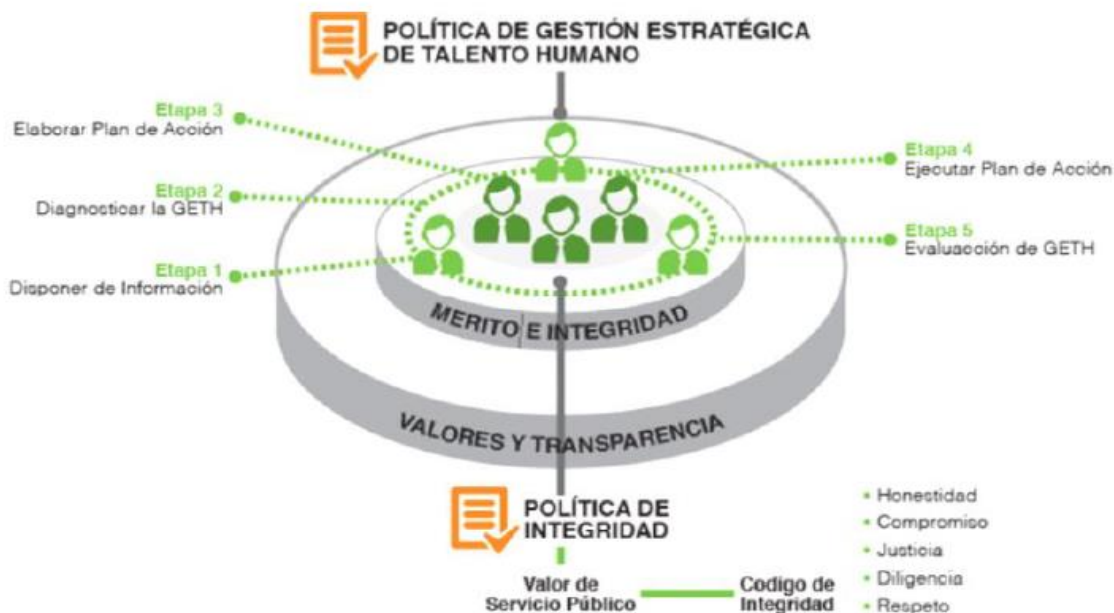 POLÍTICA DE GESTIÓN ESTRATÉGICA
DE TALENTO HUMANO
Etapa 3
Elaborar Plan de Acción
Etapa 4
Ejecutar Plan de Acción
Etapa 2
Diagnosticar la GETH
Etapa 5
Evaluacción de GETH
Etapa 1
Disponer de Información
MERITO E INTEGRIDAD
VALORES Y TRANSPARENCIA
POLÍTICA DE
INTEGRIDAD
Valor de
Servicio Público
Codigo de
Integridad
• Honestidad
• Compromiso
• Justicia
• Diligencia
• Respeto